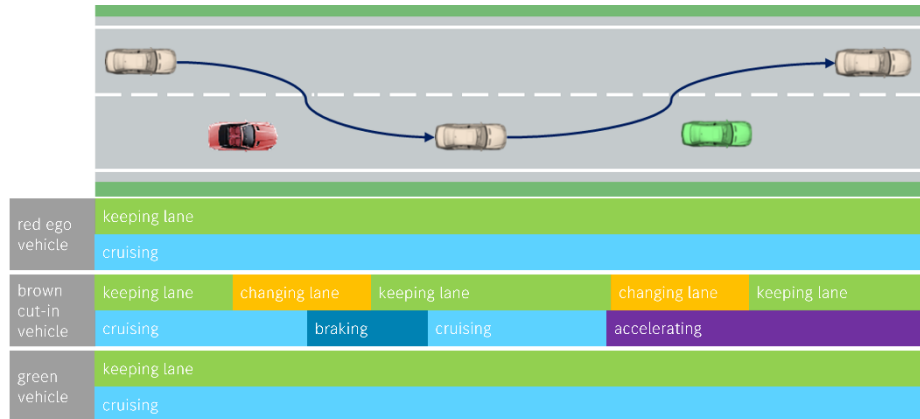 red ego
vehicle
keeping lane
cruising
brown
cut-in
vehicle
keeping lane changing lane keeping lane changing lane keeping lane
cruising braking cruising accelerating
green
vehicle
keeping lane
cruising